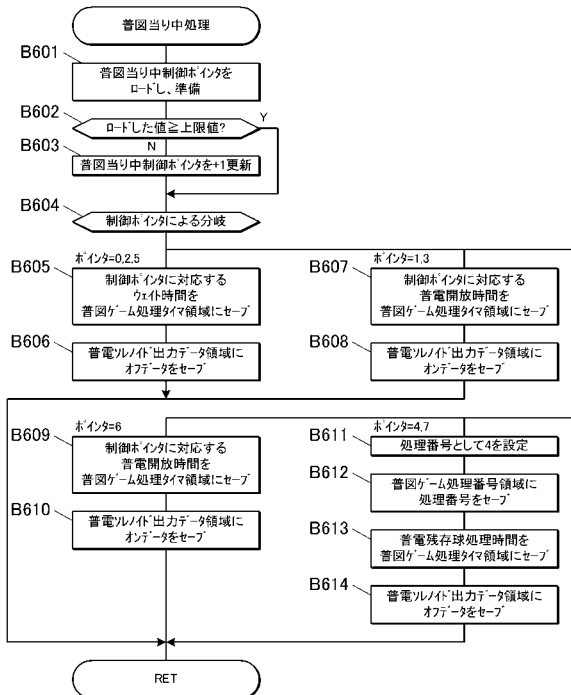 普図当り中処理
B601
普図当り中制御ポインタを
ロードし、準備
B602
ロードした値≧上限値?
Y
N
B603
普図当り中制御ポインタを+1更新
B604
制御ポインタによる分岐
ポインタ=0,2,5
B605
制御ポインタに対応する
ウェイト時間を
普図ゲーム処理タイマ領域にセーブ
B606
普電ソレノイド出力データ領域に
オフデータをセーブ
ポインタ=1,3
B607
制御ポインタに対応する
普電開放時間を
普図ゲーム処理タイマ領域にセーブ
B608
普電ソレノイド出力データ領域に
オンデータをセーブ
ポインタ=6
B609
制御ポインタに対応する
普電開放時間を
普図ゲーム処理タイマ領域にセーブ
B610
普電ソレノイド出力データ領域に
オンデータをセーブ
ポインタ=4,7
B611
処理番号として4を設定
B612
普図ゲーム処理番号領域に
処理番号をセーブ
B613
普電残存球処理時間を
普図ゲーム処理タイマ領域にセーブ
B614
普電ソレノイド出力データ領域に
オフデータをセーブ
RET